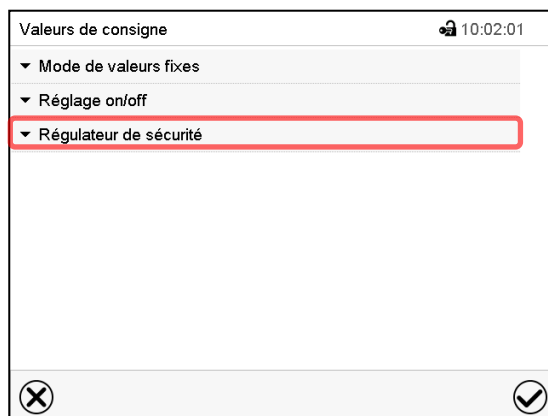 Valeurs de consigne 10:02:01
Mode de valeurs fixes
Réglage on/off
Régulateur de sécurité